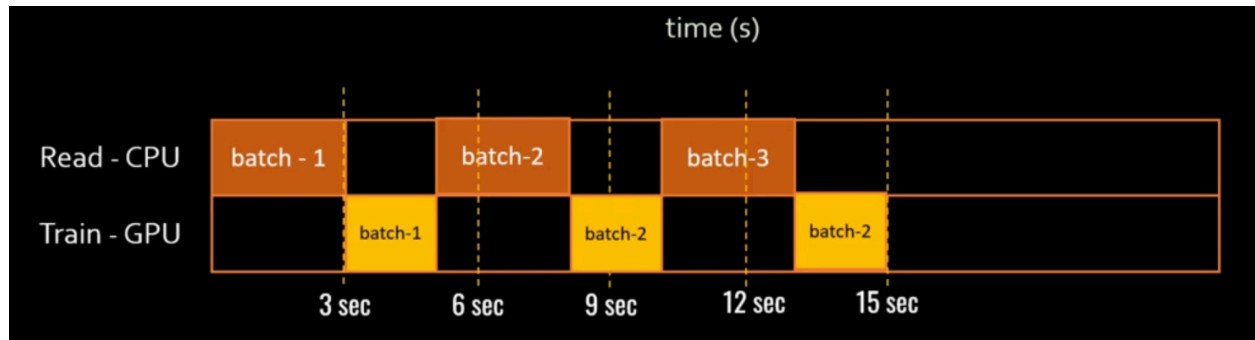 time (s)
Read - CPU
batch - 1
batch-2
batch-3
Train - GPU
batch-1
batch-2
batch-2
3 sec
6 sec
9 sec
12 sec
15 sec